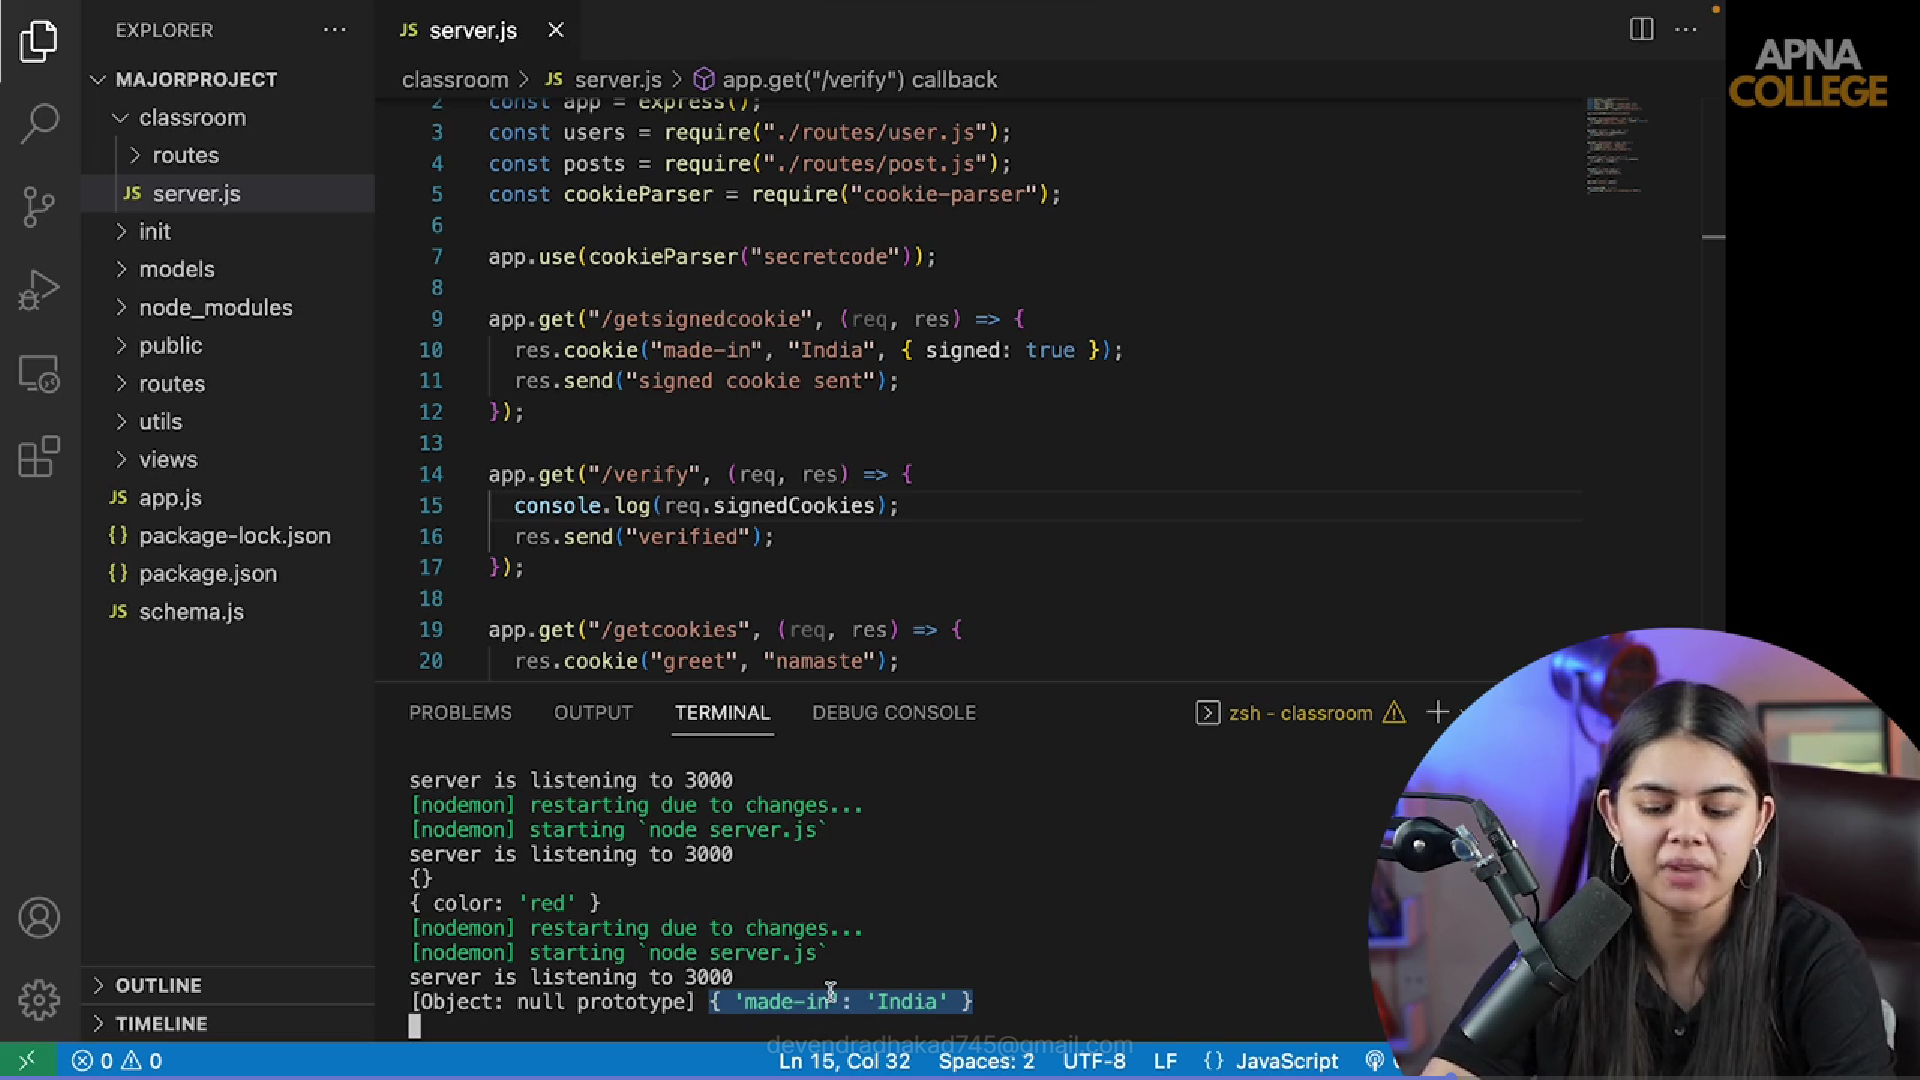 EXPLORER
MAJORPROJECT
classroom
routes
JS server.js
init
models
node_modules
public
routes
utils
views
JS app.js
{} package-lock.json
{} package.json
JS schema.js
OUTLINE
TIMELINE
JS server.js
classroom > JS server.js > app.get("/verify") callback
2 const app = express();
3 const users = require("./routes/user.js");
4 const posts = require("./routes/post.js");
5 const cookieParser = require("cookie-parser");
6
7 app.use(cookieParser("secretcode"));
8
9 app.get("/getsignedcookie", (req, res) => {
10 res.cookie("made-in", "India", { signed: true });
11 res.send("signed cookie sent");
12 });
13
14 app.get("/verify", (req, res) => {
15 console.log(req.signedCookies);
16 res.send("verified");
17 });
18
19 app.get("/getcookies", (req, res) => {
20 res.cookie("greet", "namaste");
PROBLEMS OUTPUT TERMINAL DEBUG CONSOLE
zsh - classroom
server is listening to 3000
[nodemon] restarting due to changes...
[nodemon] starting `node server.js`
server is listening to 3000
{}
{ color: 'red' }
[nodemon] restarting due to changes...
[nodemon] starting `node server.js`
server is listening to 3000
[Object: null prototype] { 'made-in': 'India' }
devendradhakad745@gmail.com
0 0
Ln 15, Col 32 Spaces: 2 UTF-8 LF {} JavaScript
APNA
COLLEGE